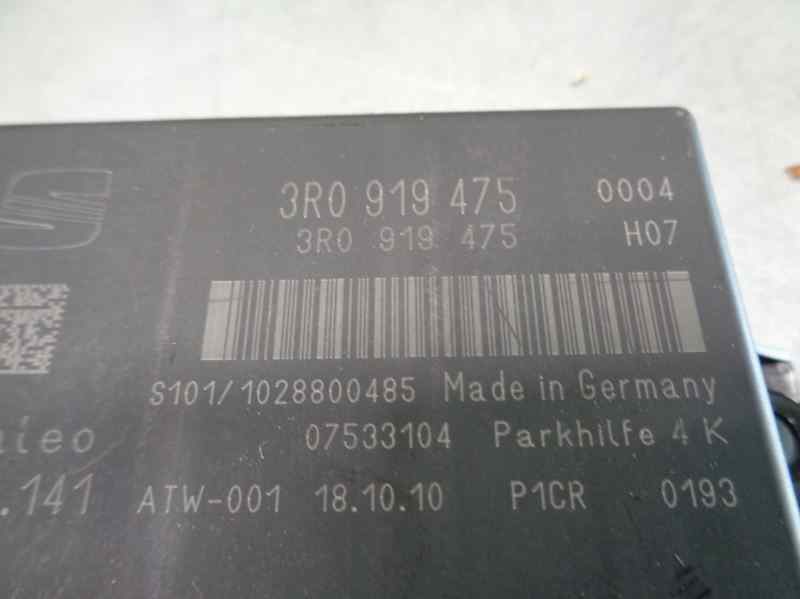 3R0 919 475 0004
3R0 919 475 H07
S101/1028800485 Made in Germany
07533104 Parkhilfe 4 K
.141 ATW-001 18.10.10 P1CR 0193